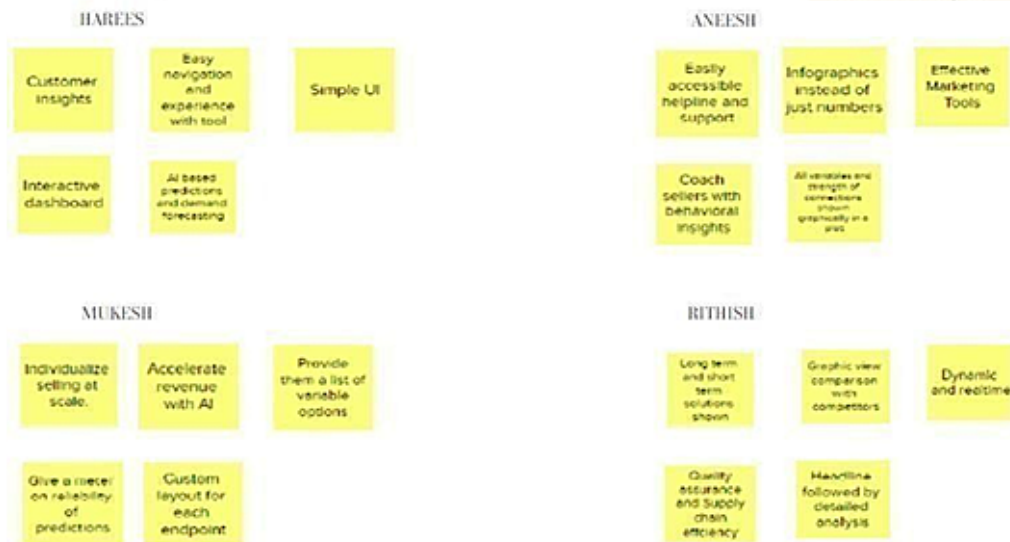 HAREES
Customer
insights
Easy
navigation
and
experience
with tool
Simple UI
Interactive
dashboard
AI based
predictions
and demand
forecasting
ANEESH
Easily
accessible
helpline and
support
Infographics
instead of
just numbers
Effective
Marketing
Tools
Coach
sellers with
behavioral
insights
All variables and
strength of
connections
shown
graphically in a
plot
MUKESH
Individualize
selling at
scale.
Accelerate
revenue
with AI
Provide
them a list of
variable
options
Give a meter
on reliability
of
predictions
Custom
layout for
each
endpoint
RITHISH
Long term
and short
term
solutions
shown
Graphic view
comparison
with
competitors
Dynamic
and realtime
Quality
assurance
and Supply
chain
efficiency
Headline
followed by
detailed
analysis